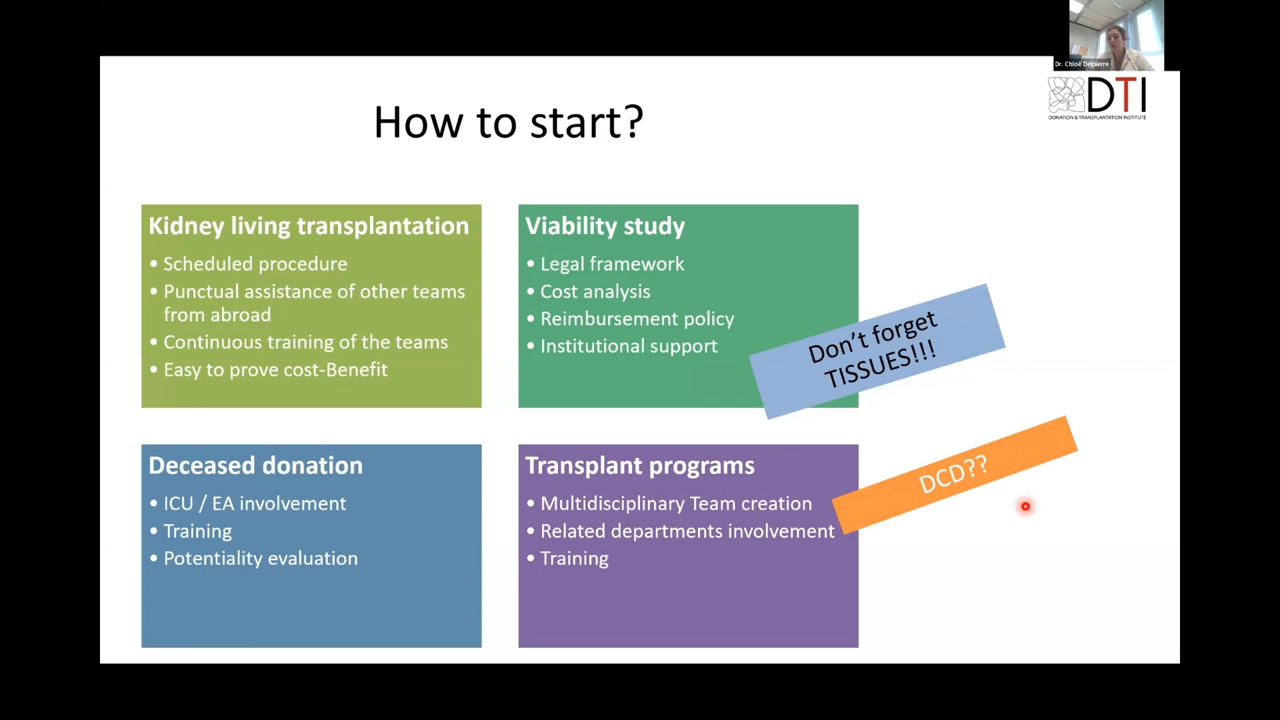 Dr. Chloë Delpierre
DTI
DONATION & TRANSPLANTATION INSTITUTE
How to start?
Kidney living transplantation
• Scheduled procedure
• Punctual assistance of other teams
from abroad
• Continuous training of the teams
• Easy to prove cost-Benefit
Viability study
• Legal framework
• Cost analysis
• Reimbursement policy
• Institutional support
Don't forget
TISSUES!!!
Deceased donation
• ICU / EA involvement
• Training
• Potentiality evaluation
Transplant programs
• Multidisciplinary Team creation
• Related departments involvement
• Training
DCD??